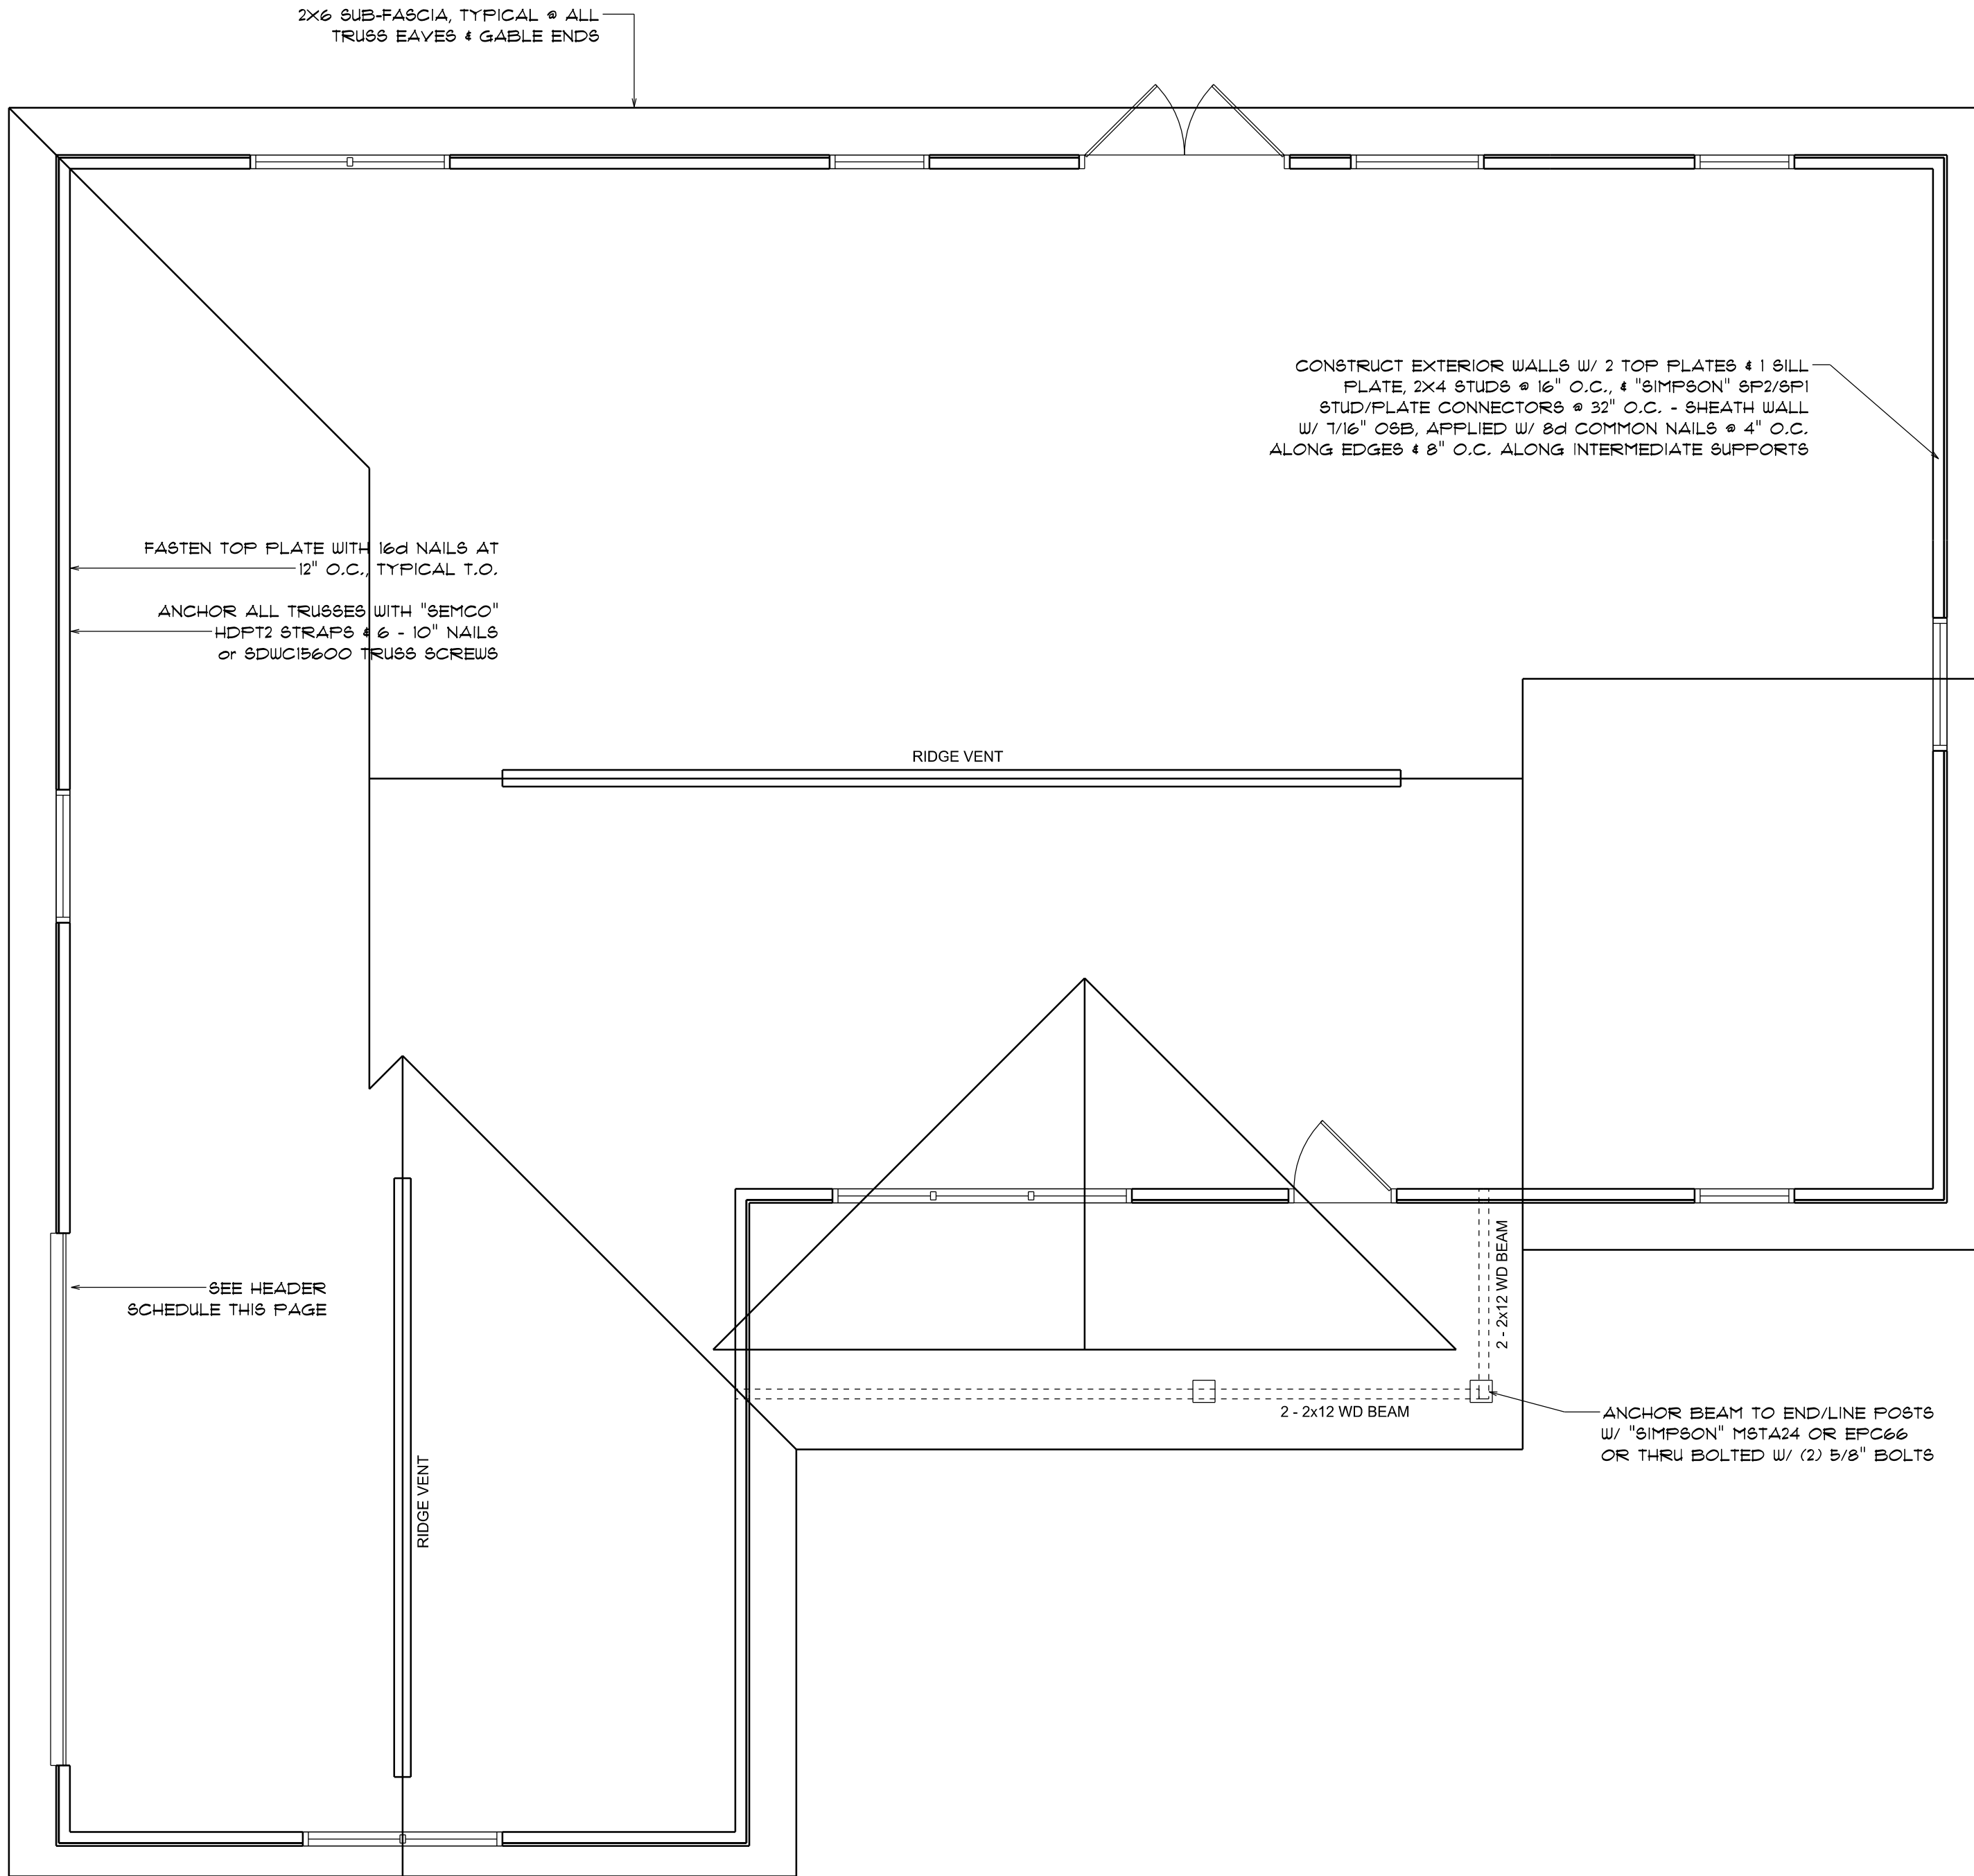 2X6 SUB-FASCIA, TYPICAL @ ALL
TRUSS EAVES & GABLE ENDS
CONSTRUCT EXTERIOR WALLS W/ 2 TOP PLATES & 1 SILL
PLATE, 2X4 STUDS @ 16" O.C., & "SIMPSON" SP2/SP1
STUD/PLATE CONNECTORS @ 32" O.C. - SHEATH WALL
W/ 7/16" OSB, APPLIED W/ 8d COMMON NAILS @ 4" O.C.
ALONG EDGES & 8" O.C. ALONG INTERMEDIATE SUPPORTS
FASTEN TOP PLATE WITH 16d NAILS AT
12" O.C., TYPICAL T.O.
ANCHOR ALL TRUSSES WITH "SEMCO"
HDPT2 STRAPS & 6 - 10" NAILS
or SDWC15600 TRUSS SCREWS
RIDGE VENT
2 - 2x12 WD BEAM
SEE HEADER
SCHEDULE THIS PAGE
2 - 2x12 WD BEAM
ANCHOR BEAM TO END/LINE POSTS
W/ "SIMPSON" MSTA24 OR EPC66
OR THRU BOLTED W/ (2) 5/8" BOLTS
RIDGE VENT